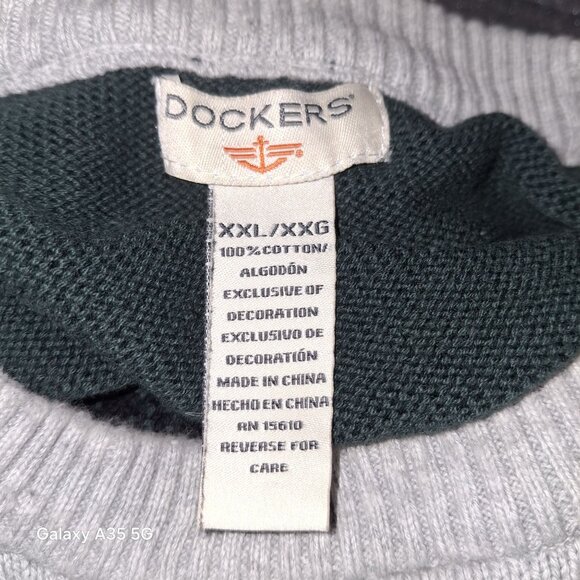 DOCKERS®
XXL/XXG
100% COTTON/
ALGODÓN
EXCLUSIVE OF
DECORATION
EXCLUSIVO DE
DECORATIÓN
MADE IN CHINA
HECHO EN CHINA
RN 15610
REVERSE FOR
CARE
Galaxy A35 5G